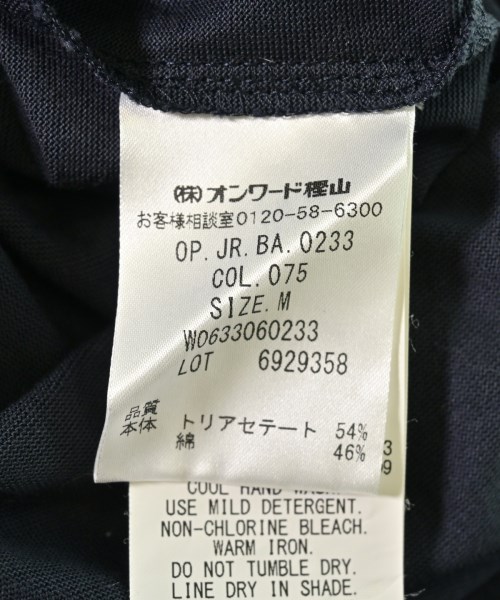 (株)オンワード樫山
お客様相談室0120-58-6300
OP.JR.BA.0233
COL.075
SIZE.M
WO633060233
LOT 6929358
品質
本体 トリアセテート 54%
綿 46%
COOL HAND
USE MILD DETERGENT.
NON-CHLORINE BLEACH.
WARM IRON.
DO NOT TUMBLE DRY.
LINE DRY IN SHADE.